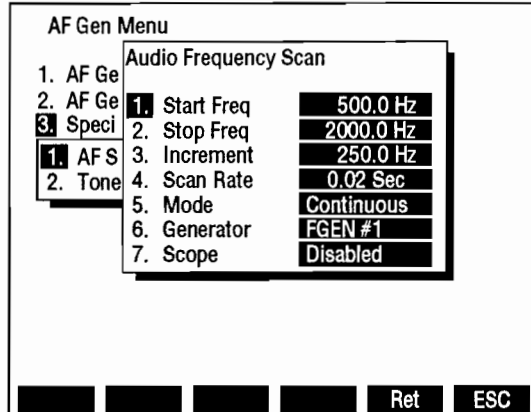 AF Gen Menu
1. AF Ge
2. AF Ge
3. Speci
1. AF S
2. Tone
Audio Frequency Scan
1. Start Freq 500.0 Hz
2. Stop Freq 2000.0 Hz
3. Increment 250.0 Hz
4. Scan Rate 0.02 Sec
5. Mode Continuous
6. Generator FGEN #1
7. Scope Disabled
Ret ESC